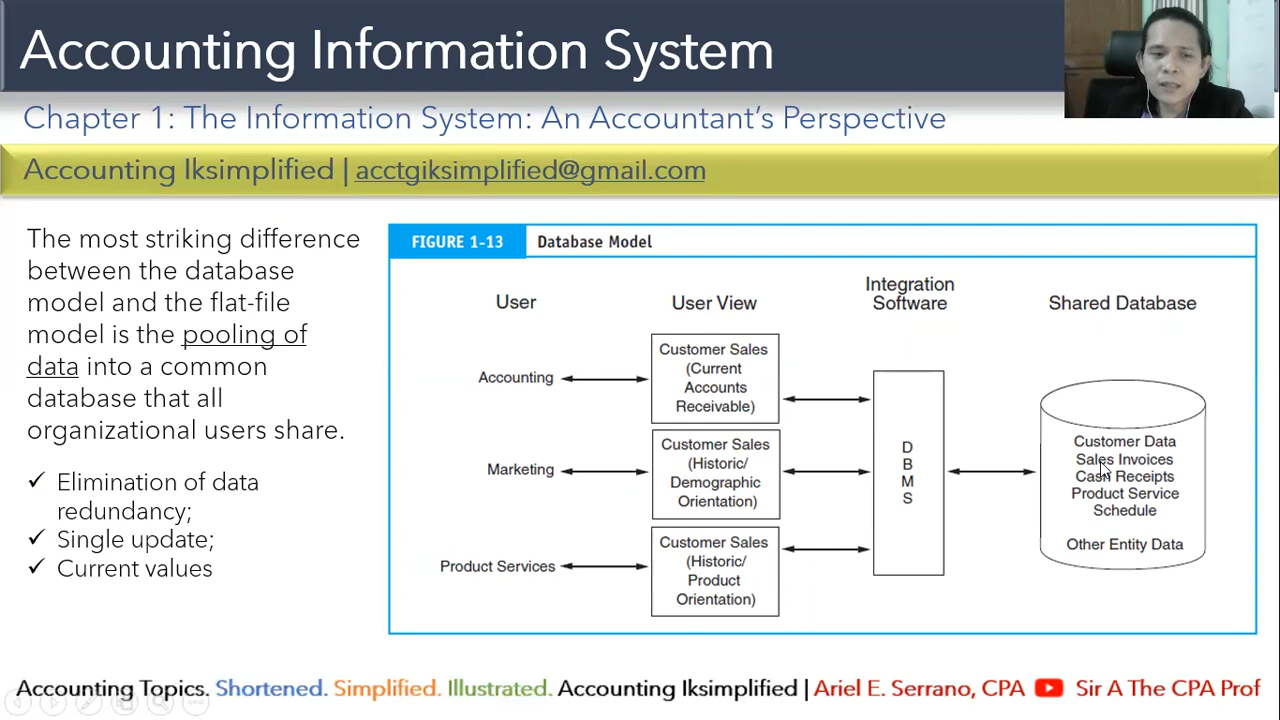 Accounting Information System
Chapter 1: The Information System: An Accountant's Perspective
Accounting Iksimplified | acctgiksimplified@gmail.com
The most striking difference
between the database
model and the flat-file
model is the pooling of
data into a common
database that all
organizational users share.
✓ Elimination of data
redundancy;
✓ Single update;
✓ Current values
FIGURE 1-13 Database Model
User
User View
Integration
Software
Shared Database
Accounting
Customer Sales
(Current
Accounts
Receivable)
Marketing
Customer Sales
(Historic/
Demographic
Orientation)
Product Services
Customer Sales
(Historic/
Product
Orientation)
D
B
M
S
Customer Data
Sales Invoices
Cash Receipts
Product Service
Schedule
Other Entity Data
Accounting Topics. Shortened. Simplified. Illustrated. Accounting Iksimplified | Ariel E. Serrano, CPA Sir A The CPA Prof